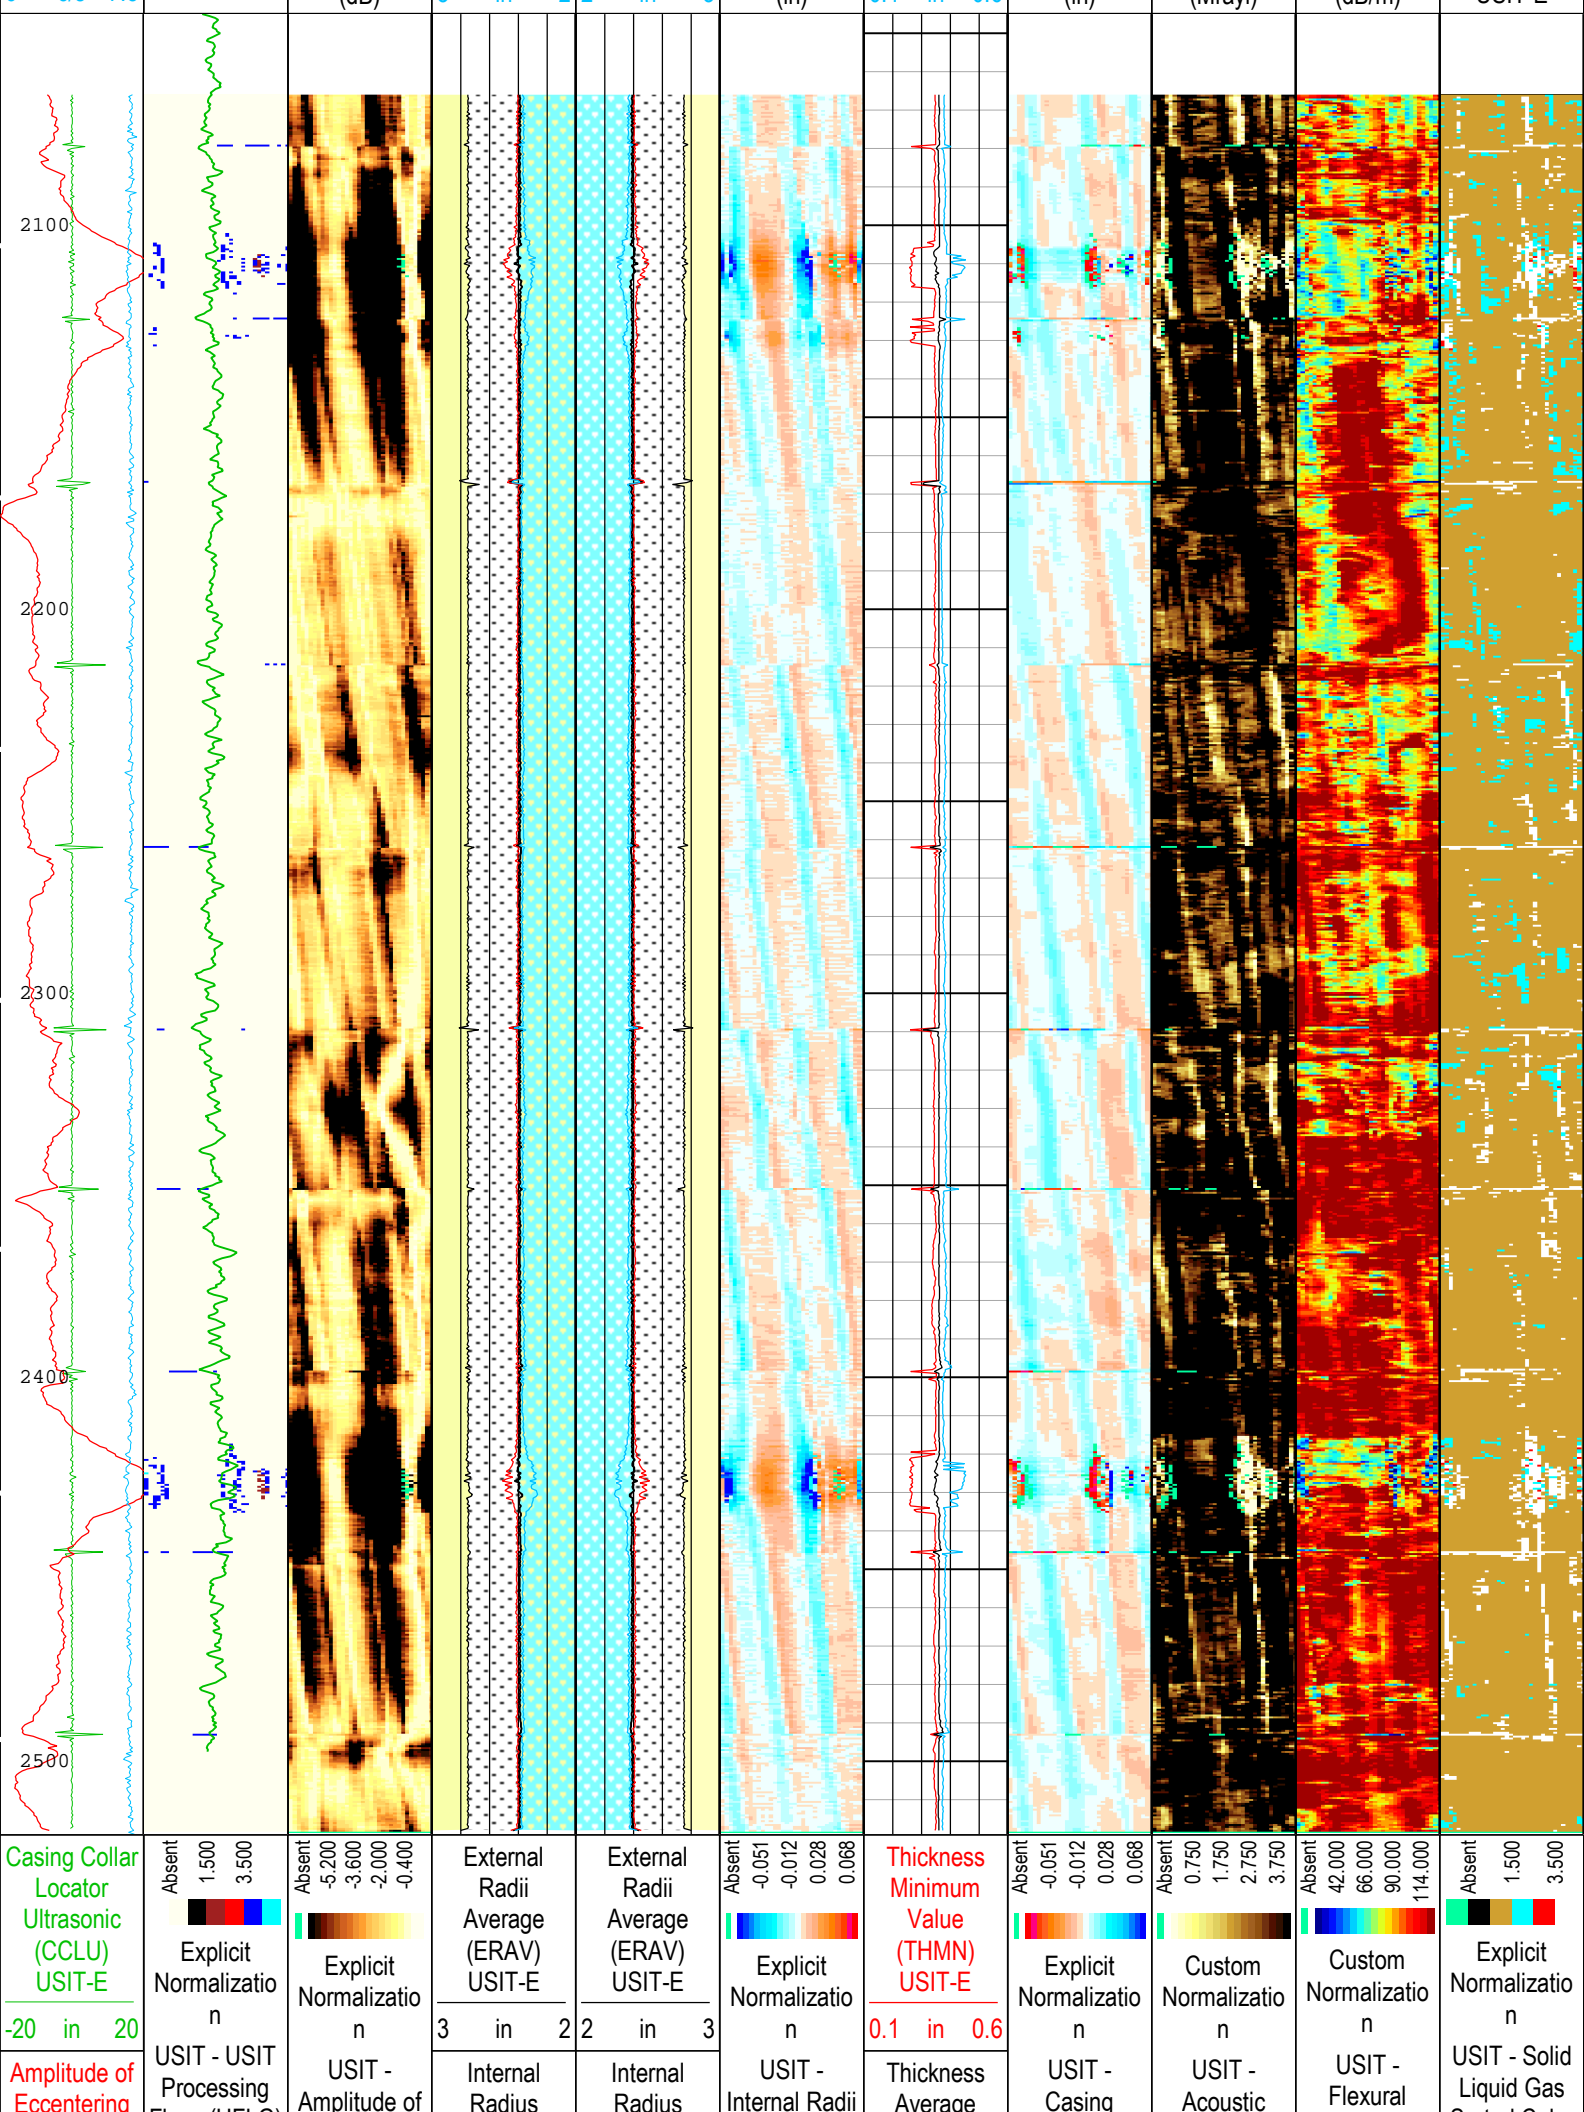 (dB)
(in)
(in)
(Mrayl)
(dB/m)
USIT-E
2100
2200
2300
2400
2500
Casing Collar
Locator
Ultrasonic
(CCLU)
USIT-E
-20 in 20
Amplitude of
Eccentering
Absent 1.500 3.500
Explicit
Normalizatio
n
USIT - USIT
Processing
Absent -5.200 -3.600 -2.000 -0.400
Explicit
Normalizatio
n
USIT -
Amplitude of
External
Radii
Average
(ERAV)
USIT-E
3 in 2
Internal
Radius
External
Radii
Average
(ERAV)
USIT-E
2 in 3
Internal
Radius
Absent -0.051 -0.012 0.028 0.068
Explicit
Normalizatio
n
USIT -
Internal Radii
Thickness
Minimum
Value
(THMN)
USIT-E
0.1 in 0.6
Thickness
Average
Absent -0.051 -0.012 0.028 0.068
Explicit
Normalizatio
n
USIT -
Casing
Absent 0.750 1.750 2.750 3.750
Custom
Normalizatio
n
USIT -
Acoustic
Absent 42.000 66.000 90.000 114.000
Custom
Normalizatio
n
USIT -
Flexural
Absent 1.500 3.500
Explicit
Normalizatio
n
USIT - Solid
Liquid Gas